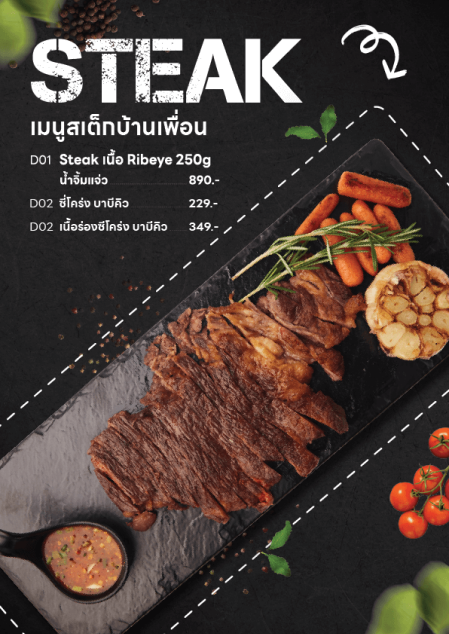 STEAK
เมนูสเต็กบ้านเพื่อน
D01 Steak เนื้อ Ribeye 250g
น้ำจิ้มแจ่ว 890.-
D02 ซี่โครง บาบีคิว 229.-
D02 เนื้อร่องซี่โครง บาบีคิว 349.-